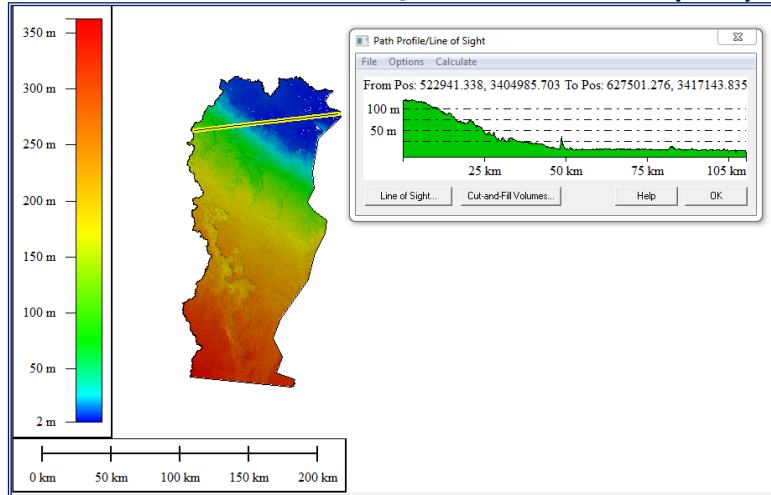 350 m
300 m
250 m
200 m
150 m
100 m
50 m
2 m
0 km 50 km 100 km 150 km 200 km
Path Profile/Line of Sight
File Options Calculate
From Pos: 522941.338, 3404985.703 To Pos: 627501.276, 3417143.835
100 m
50 m
25 km 50 km 75 km 105 km
Line of Sight... Cut-and-Fill Volumes... Help OK